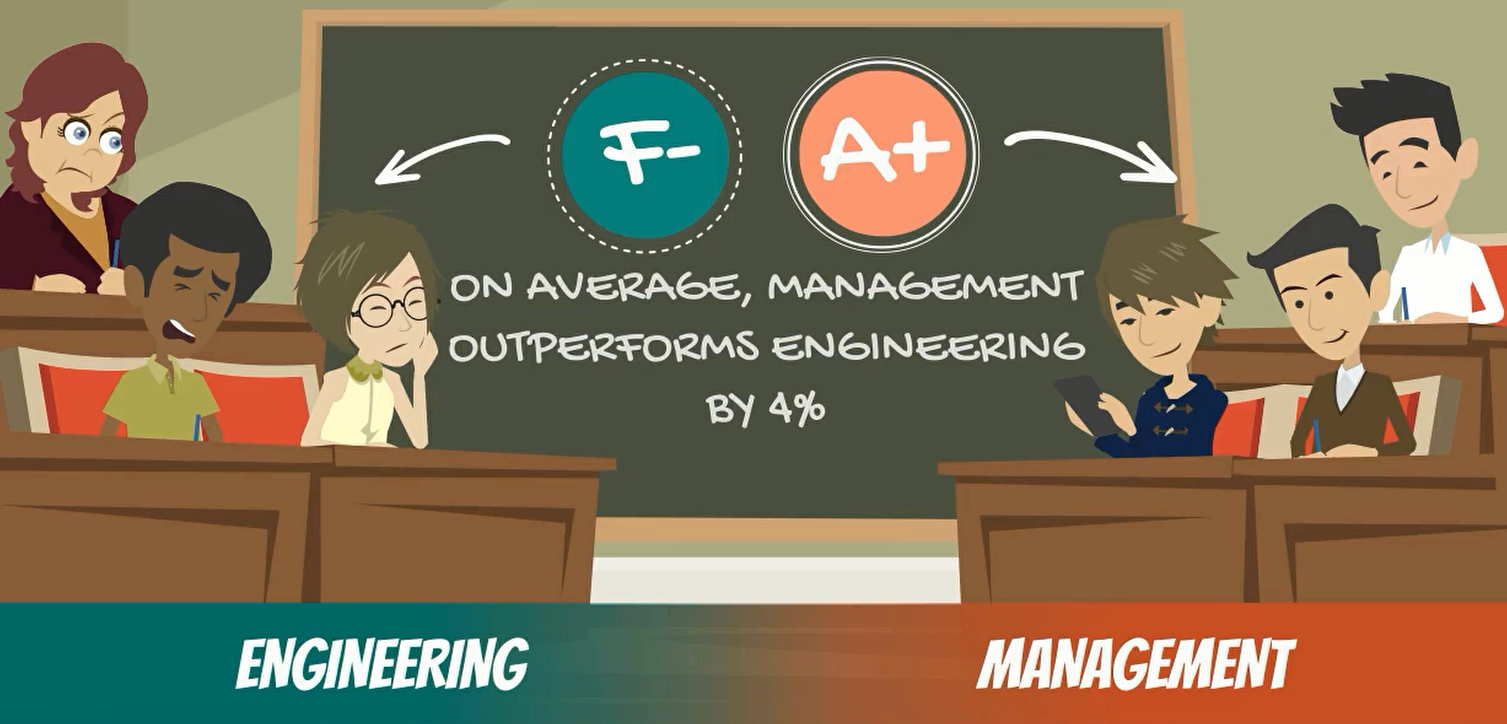 F-
A+
ON AVERAGE, MANAGEMENT
OUTPERFORMS ENGINEERING
BY 4%
ENGINEERING
MANAGEMENT